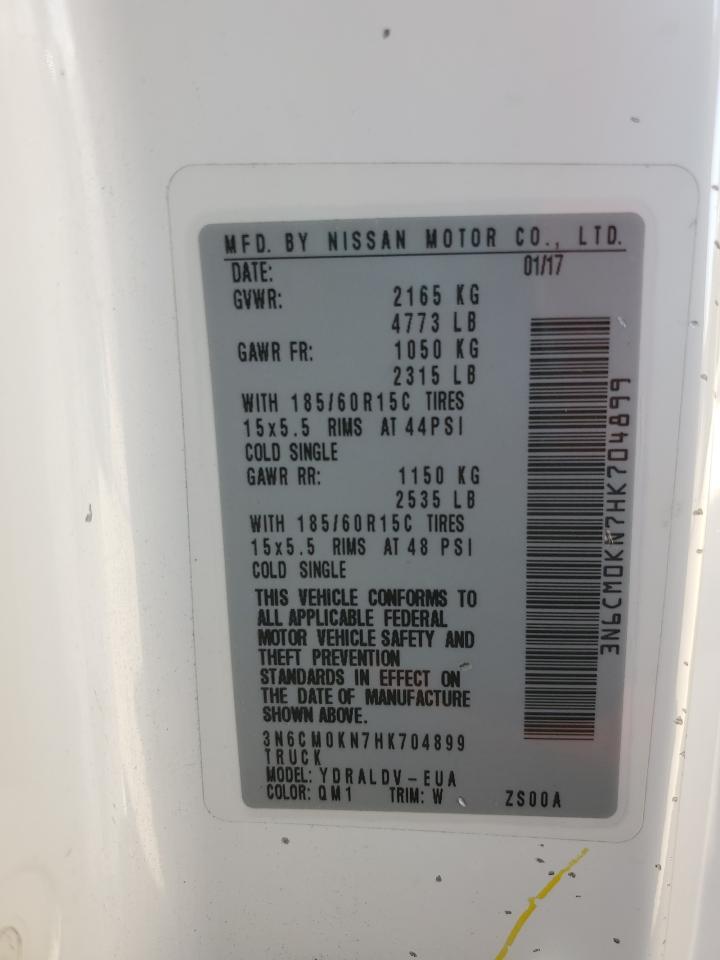 MFD. BY NISSAN MOTOR CO., LTD.
DATE: 01/17
GVWR: 2165 KG
4773 LB
GAWR FR: 1050 KG
2315 LB
WITH 185/60R15C TIRES
15x5.5 RIMS AT 44PSI
COLD SINGLE
GAWR RR: 1150 KG
2535 LB
WITH 185/60R15C TIRES
15x5.5 RIMS AT 48 PSI
COLD SINGLE
THIS VEHICLE CONFORMS TO
ALL APPLICABLE FEDERAL
MOTOR VEHICLE SAFETY AND
THEFT PREVENTION
STANDARDS IN EFFECT ON
THE DATE OF MANUFACTURE
SHOWN ABOVE.
3N6CM0KN7HK704899
TRUCK
MODEL: YDRALDV-EUA
COLOR: QM1 TRIM: W ZS00A
3N6CM0KN7HK704899